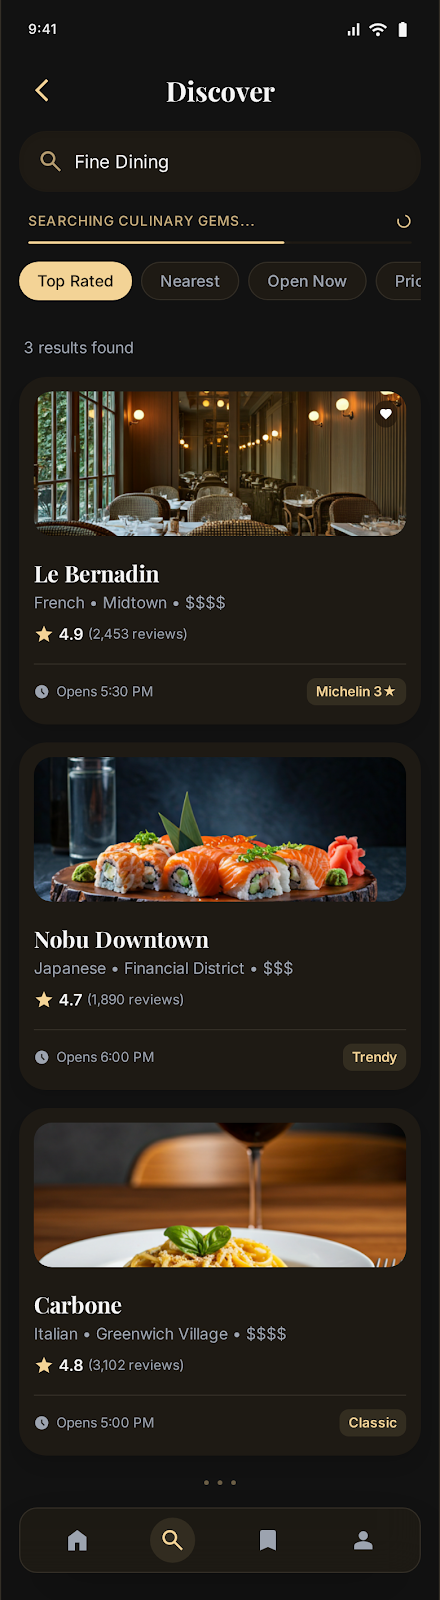 9:41
Discover
Fine Dining
SEARCHING CULINARY GEMS...
Top Rated
Nearest
Open Now
Pric
3 results found
Le Bernadin
French • Midtown • $$$$
4.9 (2,453 reviews)
Opens 5:30 PM
Michelin 3★
Nobu Downtown
Japanese • Financial District • $$$
4.7 (1,890 reviews)
Opens 6:00 PM
Trendy
Carbone
Italian • Greenwich Village • $$$$
4.8 (3,102 reviews)
Opens 5:00 PM
Classic